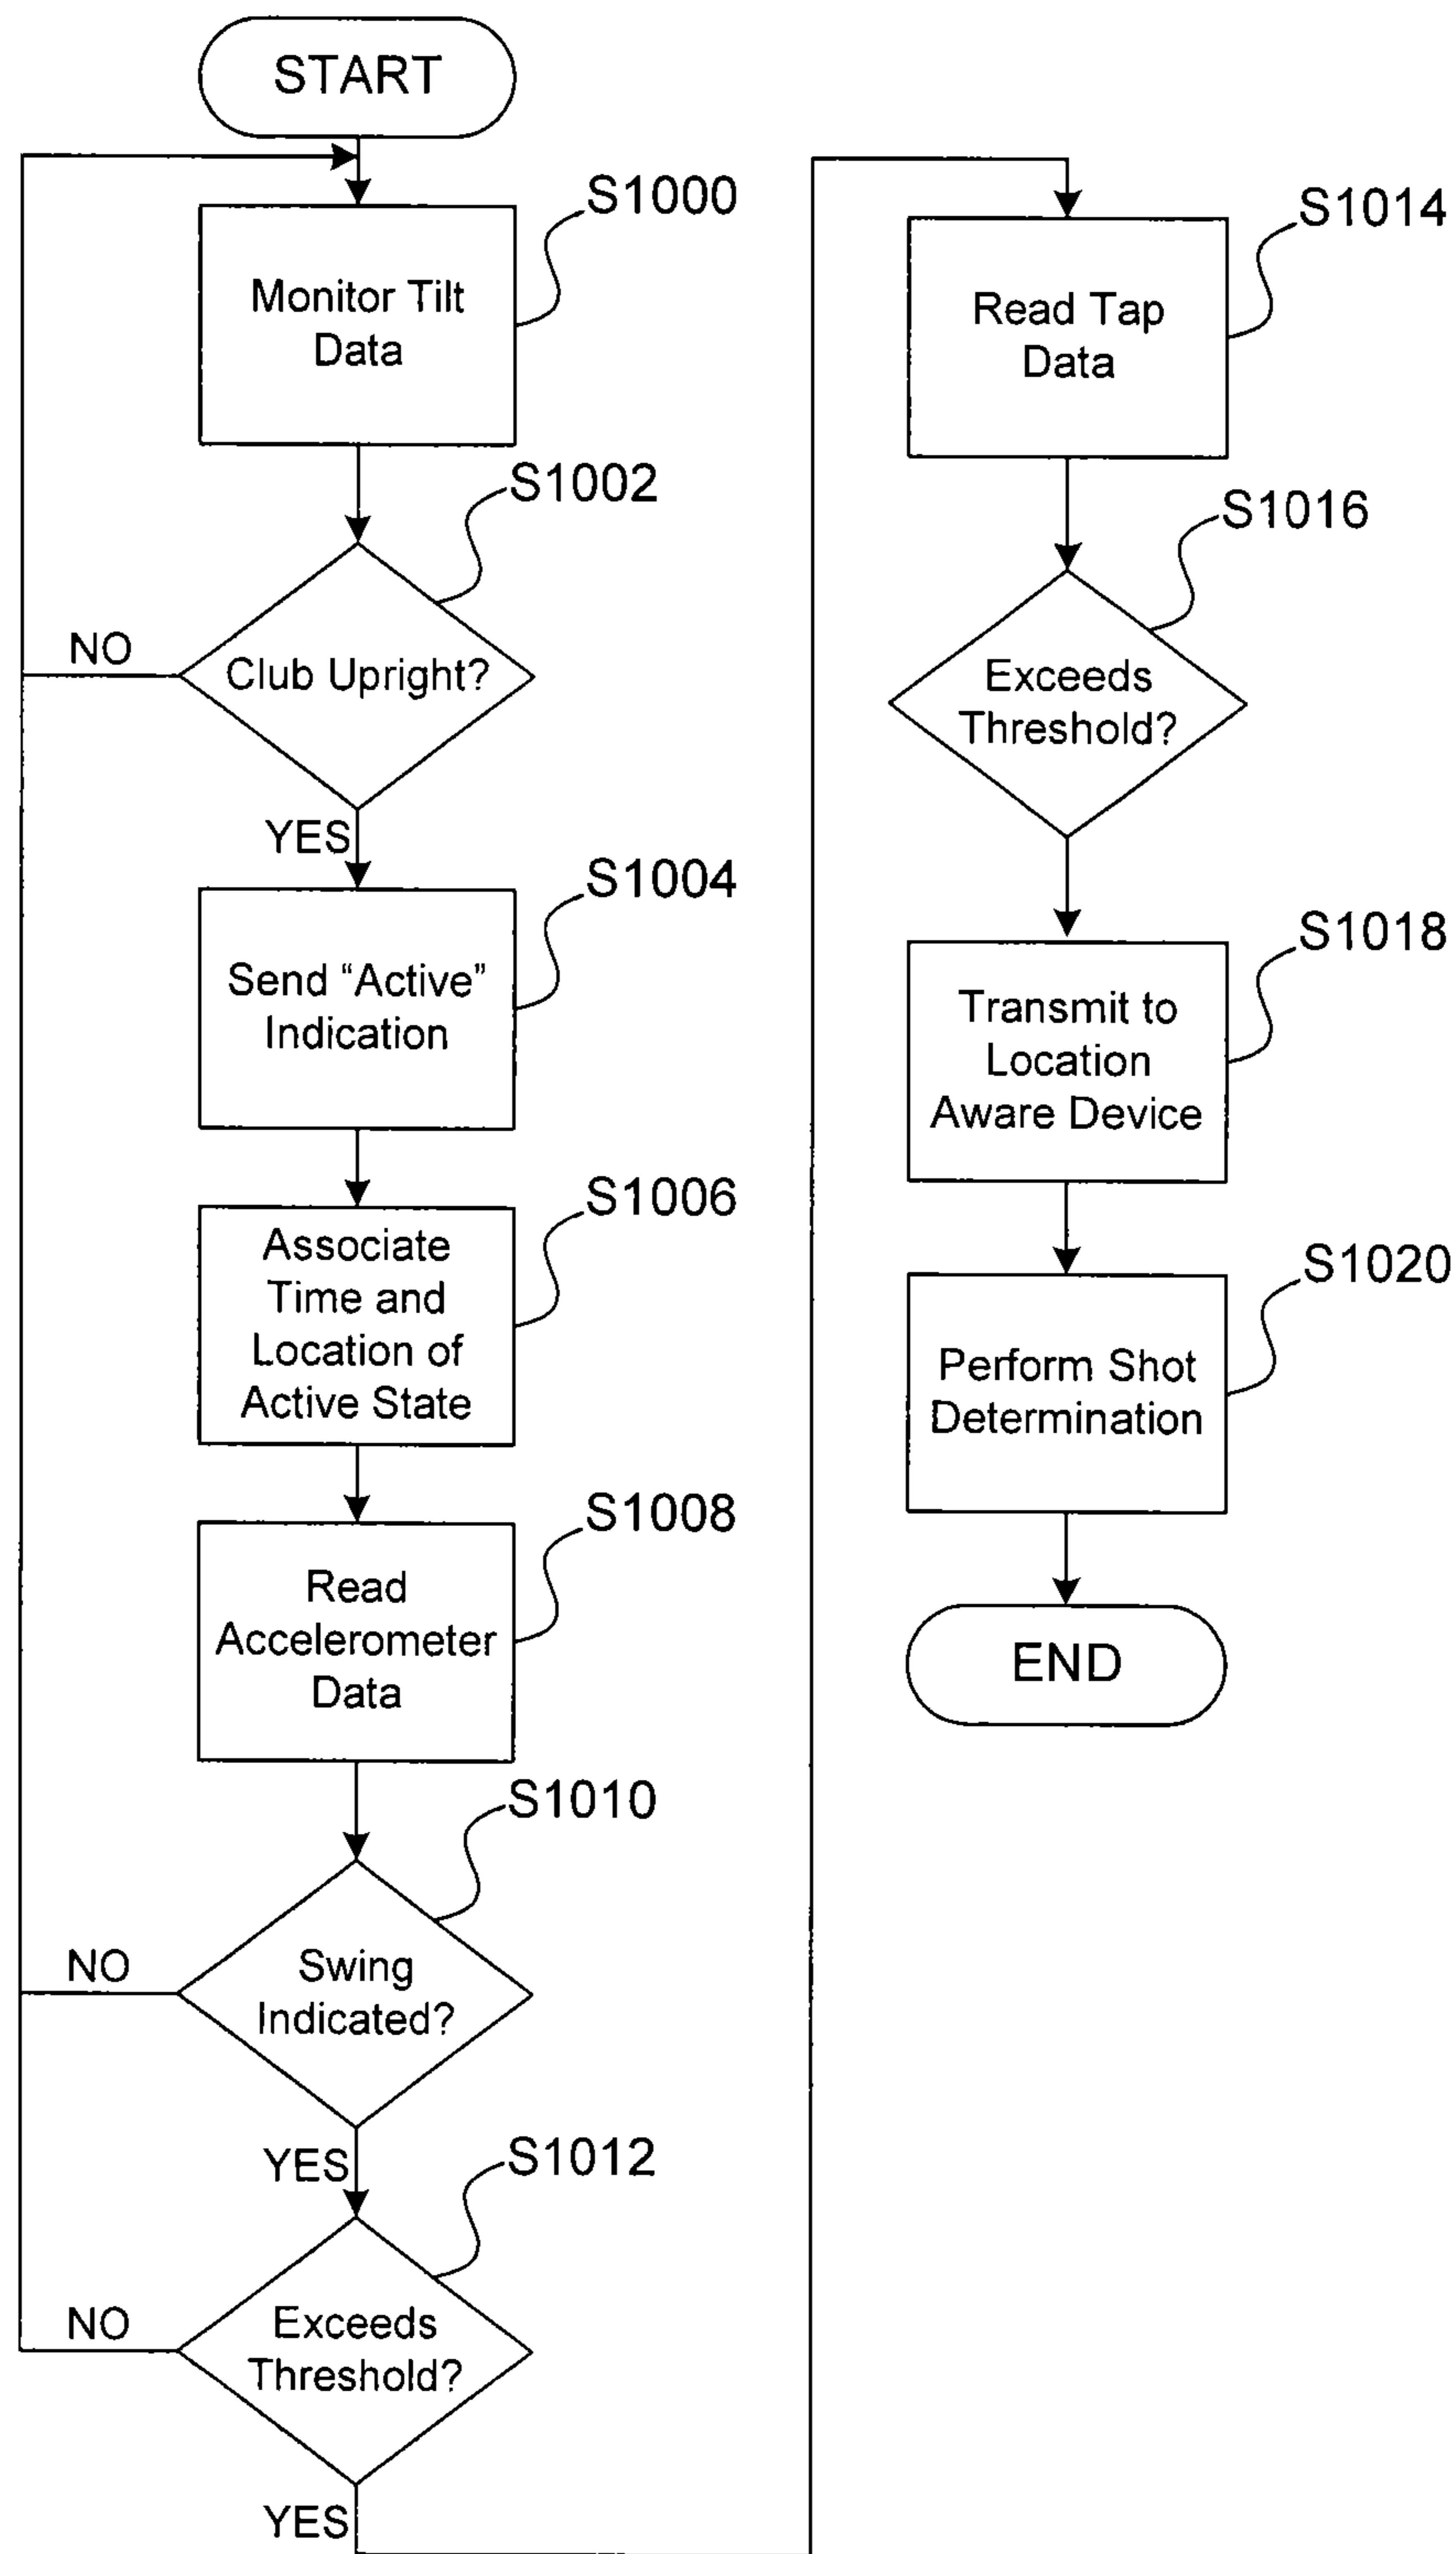 START
S1000
Monitor Tilt
Data
S1002
NO
Club Upright?
YES
S1004
Send “Active”
Indication
S1006
Associate
Time and
Location of
Active State
S1008
Read
Accelerometer
Data
S1010
NO
Swing
Indicated?
YES
S1012
NO
Exceeds
Threshold?
YES
S1014
Read Tap
Data
S1016
Exceeds
Threshold?
S1018
Transmit to
Location
Aware Device
S1020
Perform Shot
Determination
END